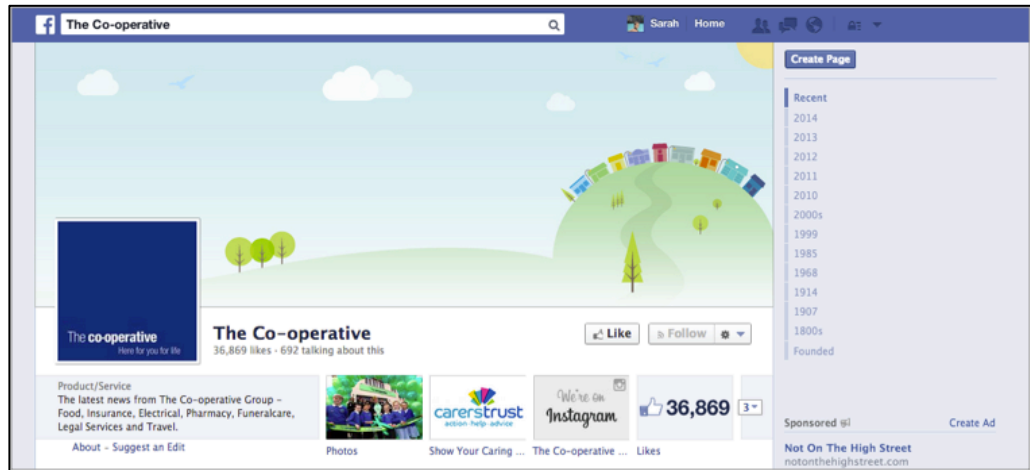 The Co-operative
Sarah Home
Create Page
Recent
2014
2013
2012
2011
2010
2000s
1999
1985
1968
1914
1907
1800s
Founded
The co-operative
Here for you for life
The Co-operative
36,869 likes · 692 talking about this
Like
Follow
Product/Service
The latest news from The Co-operative Group –
Food, Insurance, Electrical, Pharmacy, Funeralcare,
Legal Services and Travel.
About – Suggest an Edit
Photos
carerstrust
action·help·advice
Show Your Caring ...
We're on
Instagram
The Co-operative ...
36,869
Likes
3
Sponsored
Create Ad
Not On The High Street
notonthehighstreet.com